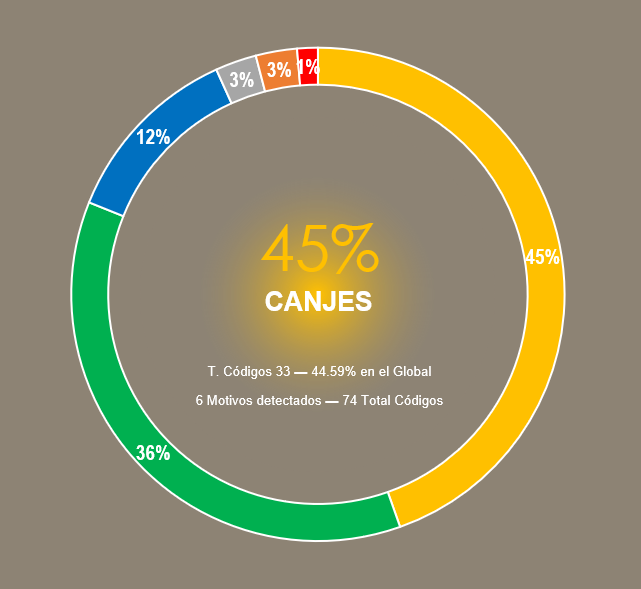 3%
3%
1%
12%
45%
CANJES
45%
T. Códigos 33 — 44.59% en el Global
6 Motivos detectados — 74 Total Códigos
36%